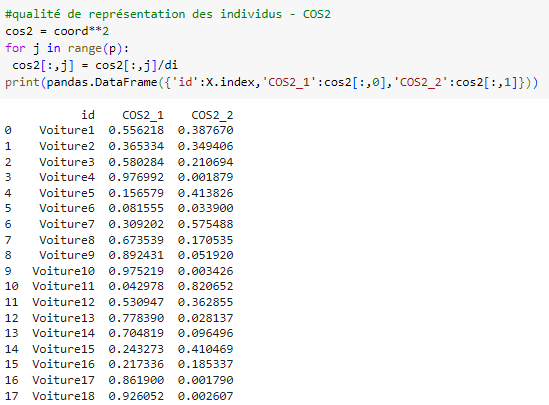 #qualité de représentation des individus - COS2
cos2 = coord**2
for j in range(p):
 cos2[:,j] = cos2[:,j]/di
print(pandas.DataFrame({'id':X.index,'COS2_1':cos2[:,0],'COS2_2':cos2[:,1]}))
id COS2_1 COS2_2
0 Voiture1 0.556218 0.387670
1 Voiture2 0.365334 0.349406
2 Voiture3 0.580284 0.210694
3 Voiture4 0.976992 0.001879
4 Voiture5 0.156579 0.413826
5 Voiture6 0.081555 0.033900
6 Voiture7 0.309202 0.575488
7 Voiture8 0.673539 0.170535
8 Voiture9 0.892431 0.051920
9 Voiture10 0.975219 0.003426
10 Voiture11 0.042978 0.820652
11 Voiture12 0.530947 0.362855
12 Voiture13 0.778390 0.028137
13 Voiture14 0.704819 0.096496
14 Voiture15 0.243273 0.410469
15 Voiture16 0.217336 0.185337
16 Voiture17 0.861900 0.001790
17 Voiture18 0.926052 0.002607